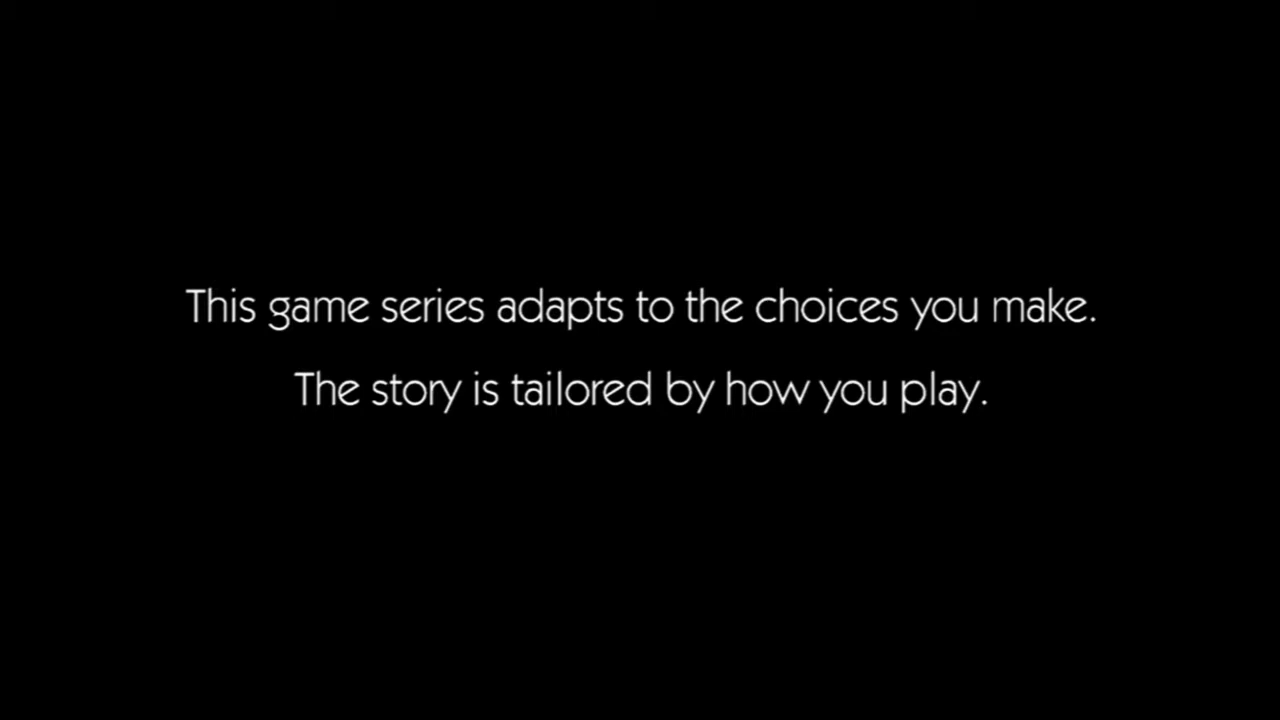 This game series adapts to the choices you make.
The story is tailored by how you play.